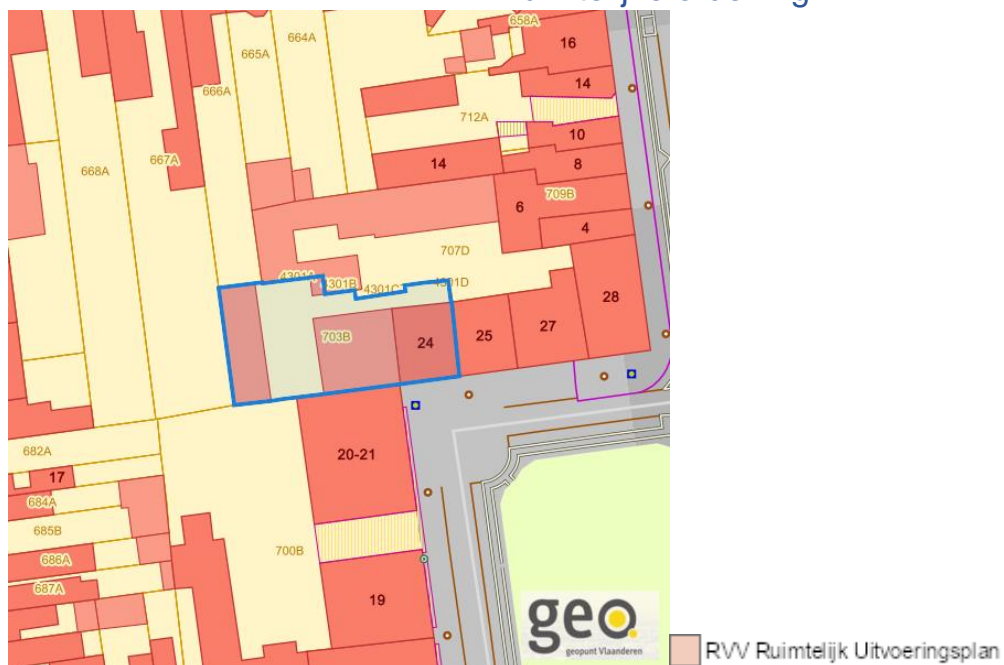 658A
664A
16
665A
14
666A
712A
10
667A
8
14
668A
709B
6
4
707D
4301A
4301B
4301C
4301D
28
27
703B
25
24
682A
20-21
17
684A
685B
700B
686A
687A
19
geo
geopunt Vlaanderen
RVV Ruimtelijk Uitvoeringsplan